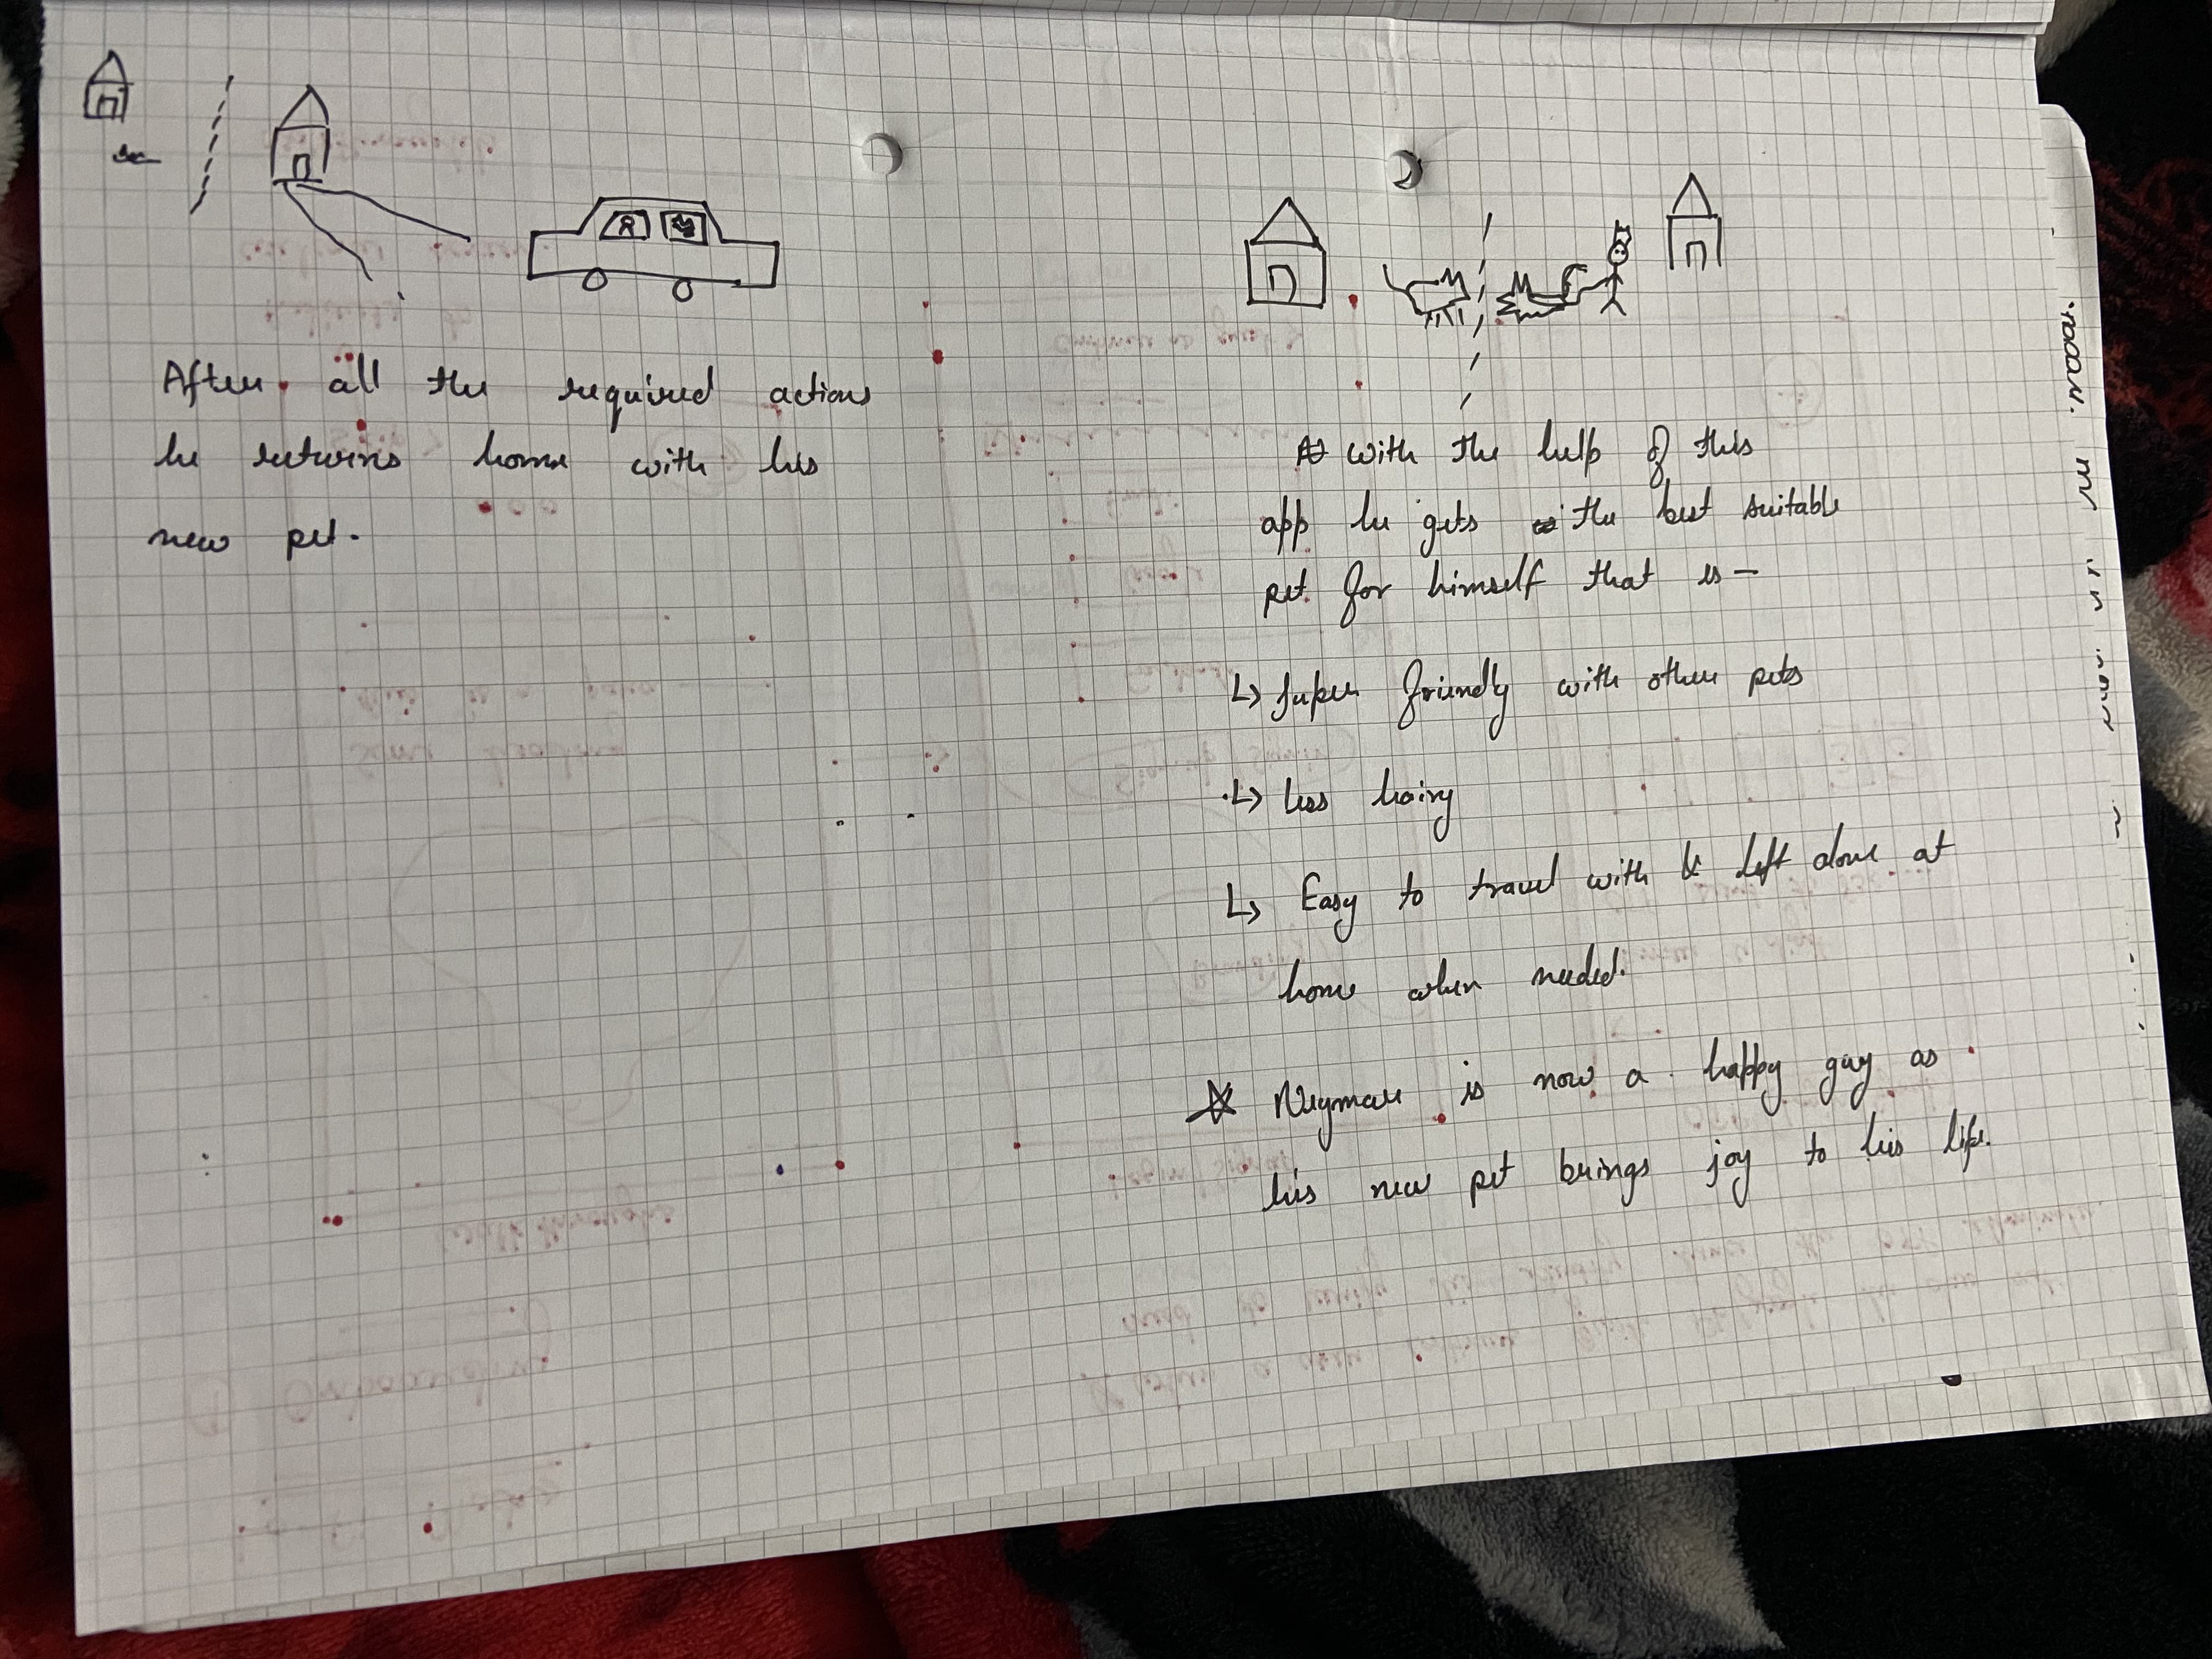 After all the required actions
he returns home with his
new pet.
with the help of this
app he gets the best suitable
pet for himself that is —
↳ super friendly with other pets
↳ less hairy
↳ Easy to travel with & left alone at
home when needed.
☆ Neymar is now a happy guy as
his new pet brings joy to his life.